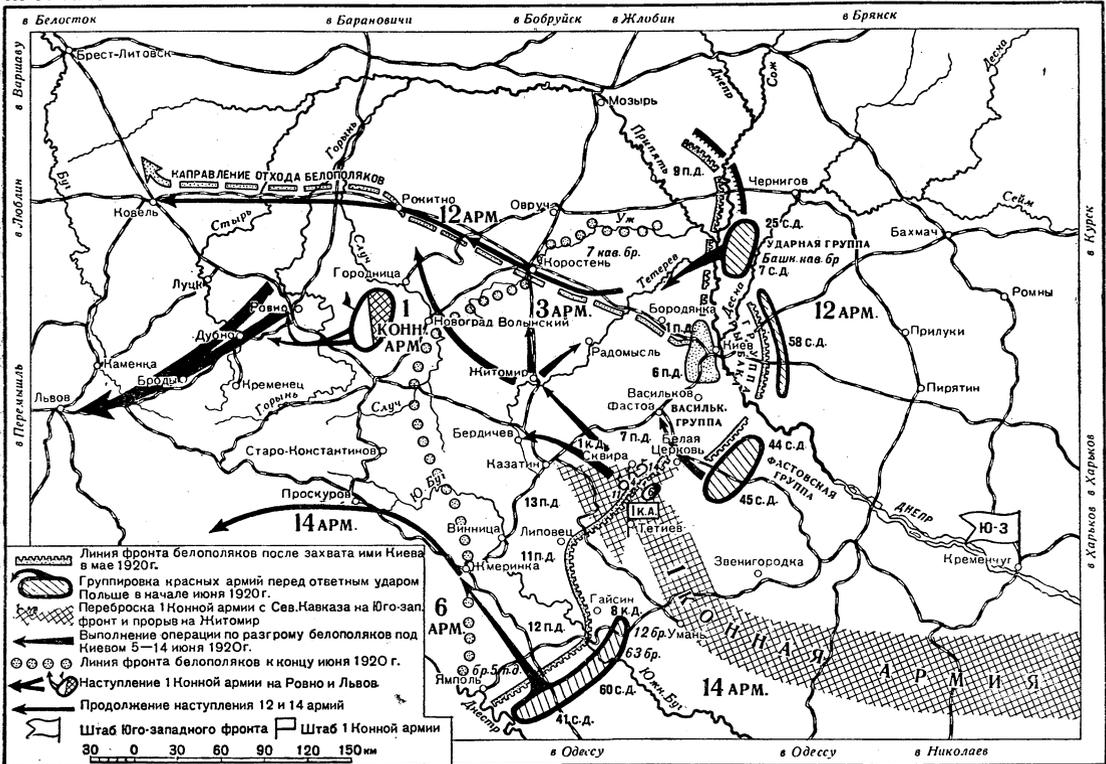 в Белосток
в Барановичи
в Бобруйск
в Жлобин
в Брянск
в Варшаву
в Люблин
в Перемышль
в Курск
в Харьков
в Харьков
Брест-Литовск
Буг
Горынь
Мозырь
Припять
Днепр
Сож
Десна
НАПРАВЛЕНИЕ ОТХОДА БЕЛОПОЛЯКОВ
9 п.д.
Чернигов
Сейм
Ковель
Стырь
Рокитно
12 АРМ.
Овруч
Уж
7 кав. бр.
25 С.Д.
УДАРНАЯ ГРУППА
Башк. кав. бр
7 С.Д.
Бахмач
Случ
Городница
Коростень
Тетерев
Десна
Луцк
Ровно
1
КОНН.
АРМ.
Новоград Волынский
3 АРМ.
Бородянка
1 п.д.
Киев
ГРУППА
РЫБАКА
58 С.Д.
12 АРМ.
Ромны
Прилуки
Дубно
Радомысль
6 п.д.
Каменка
Броды
Кременец
Горынь
Житомир
Васильков
Фастов
ВАСИЛЬК.
ГРУППА
Пирятин
Львов
Случ
Бердичев
7 п.д.
1 к.д.
Сквира
Белая
Церковь
44 С.Д.
ФАСТОВСКАЯ
ГРУППА
45 С.Д.
Старо-Константинов
Казатин
Ю. Буг
14
11
6
1 К.А.
Тетиев
ДНЕПР
Ю-З
Кременчуг
Проскуров
14 АРМ.
13 п.д.
Винница
Липовец
11 п.д.
Жмеринка
Звенигородка
Гайсин
8 к.д.
6
АРМ.
12 п.д.
12 бр.
Умань
63 бр.
I КОННАЯ АРМИЯ
бр. 5 п.д.
Ямполь
Днестр
60 С.Д.
41 С.Д.
Южн. Буг
14 АРМ.
Линия фронта белополяков после захвата ими Киева
в мае 1920 г.
Группировка красных армий перед ответным ударом
Польше в начале июня 1920 г.
Переброска 1 Конной армии с Сев. Кавказа на Юго-зап.
фронт и прорыв на Житомир
Выполнение операции по разгрому белополяков под
Киевом 5—14 июня 1920г.
Линия фронта белополяков к концу июня 1920 г.
Наступление 1 Конной армии на Ровно и Львов.
Продолжение наступления 12 и 14 армий
Штаб Юго-западного фронта
Штаб 1 Конной армии
30 0 30 60 90 120 150 км
в Одессу
в Одессу
в Николаев